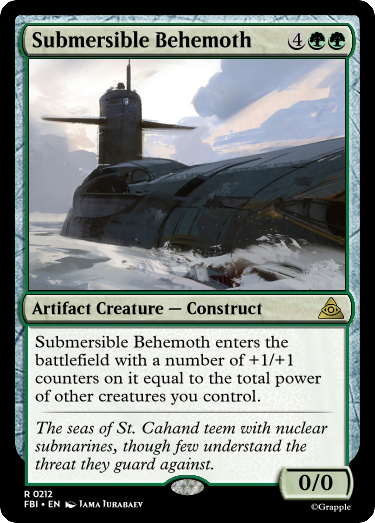 Submersible Behemoth 4
Artifact Creature — Construct
Submersible Behemoth enters the
battlefield with a number of +1/+1
counters on it equal to the total power
of other creatures you control.
The seas of St. Cahand teem with nuclear
submarines, though few understand the
threat they guard against.
0/0
R 0212
FBI • EN Jama Jurabaev
©Grapple